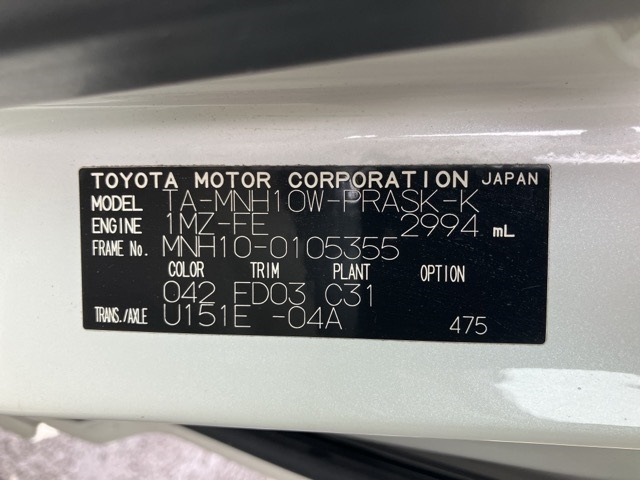 TOYOTA MOTOR CORPORATION JAPAN
MODEL TA-MNH10W-PRASK-K
ENGINE 1MZ-FE 2994 mL
FRAME No. MNH10-0105355
COLOR TRIM PLANT OPTION
042 FD03 C31
TRANS./AXLE U151E -04A 475